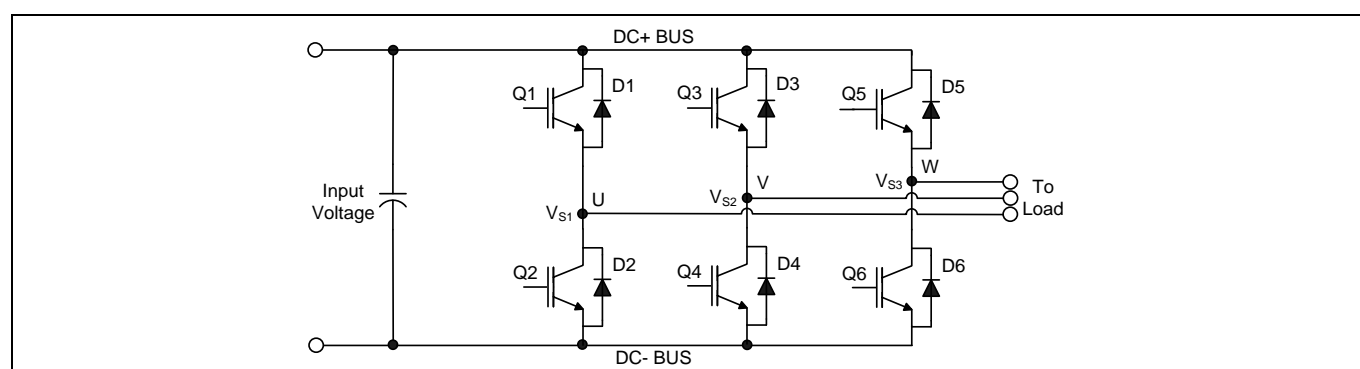 DC+ BUS
Q1
D1
Q3
D3
Q5
D5
Input
Voltage
VS1
U
VS2
V
VS3
W
To
Load
Q2
D2
Q4
D4
Q6
D6
DC- BUS